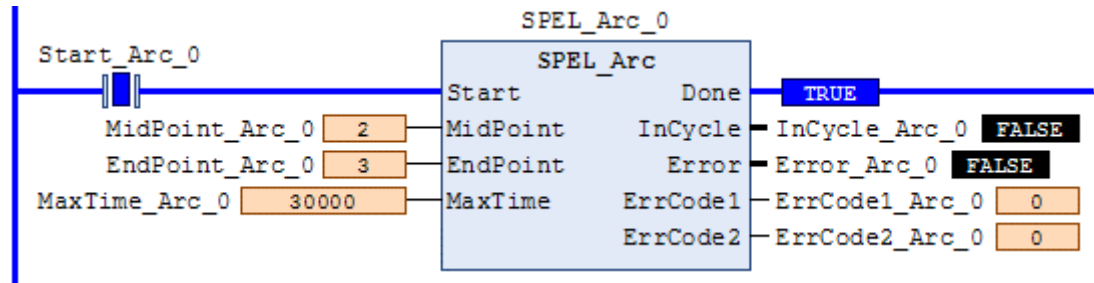 SPEL_Arc_0
Start_Arc_0
SPEL_Arc
Start Done TRUE
MidPoint_Arc_0 2 MidPoint InCycle InCycle_Arc_0 FALSE
EndPoint_Arc_0 3 EndPoint Error Error_Arc_0 FALSE
MaxTime_Arc_0 30000 MaxTime ErrCode1 ErrCode1_Arc_0 0
ErrCode2 ErrCode2_Arc_0 0